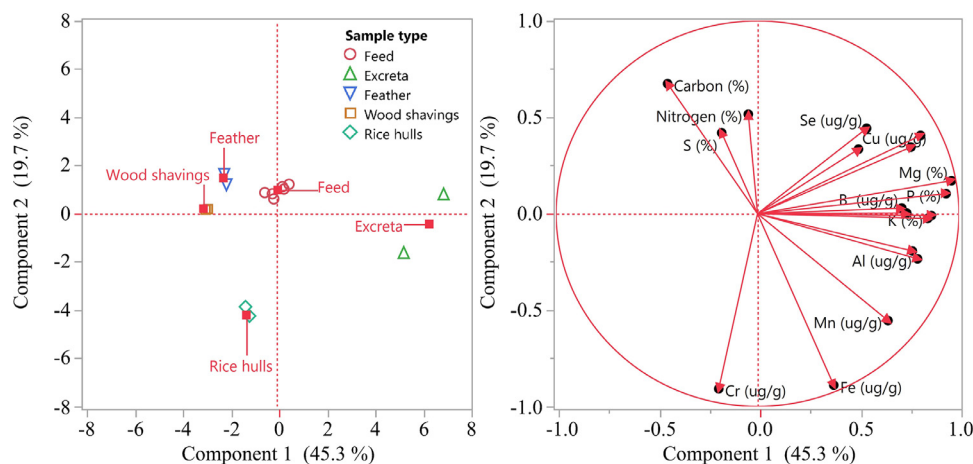 Sample type
Feed
Excreta
Feather
Wood shavings
Rice hulls
Feather
Wood shavings
Feed
Excreta
Rice hulls
8
6
4
2
0
-2
-4
-6
-8
-8 -6 -4 -2 0 2 4 6 8
Component 2 (19.7 %)
Component 1 (45.3 %)
Carbon (%)
Nitrogen (%)
S (%)
Se (ug/g)
Cu (ug/g)
Mg (%)
P (%)
B (ug/g)
K (%)
Al (ug/g)
Mn (ug/g)
Cr (ug/g)
Fe (ug/g)
1.0
0.5
0.0
-0.5
-1.0
-1.0 -0.5 0.0 0.5 1.0
Component 2 (19.7 %)
Component 1 (45.3 %)